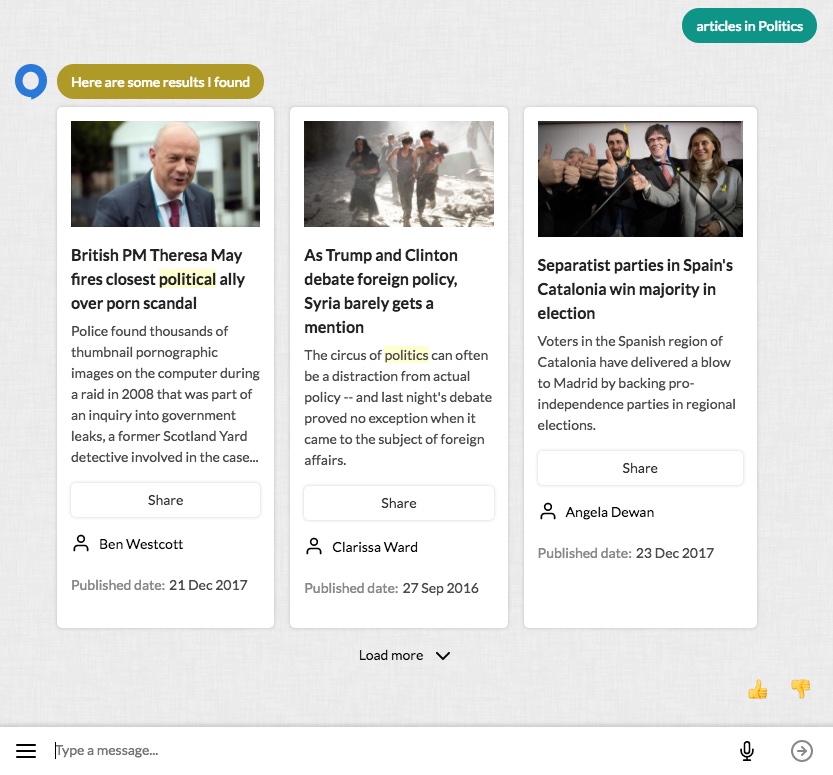 articles in Politics
Here are some results I found
British PM Theresa May
fires closest political ally
over porn scandal
Police found thousands of
thumbnail pornographic
images on the computer during
a raid in 2008 that was part of
an inquiry into government
leaks, a former Scotland Yard
detective involved in the case...
Share
Ben Westcott
Published date: 21 Dec 2017
As Trump and Clinton
debate foreign policy,
Syria barely gets a
mention
The circus of politics can often
be a distraction from actual
policy -- and last night's debate
proved no exception when it
came to the subject of foreign
affairs.
Share
Clarissa Ward
Published date: 27 Sep 2016
Separatist parties in Spain's
Catalonia win majority in
election
Voters in the Spanish region of
Catalonia have delivered a blow
to Madrid by backing pro-
independence parties in regional
elections.
Share
Angela Dewan
Published date: 23 Dec 2017
Load more
Type a message...